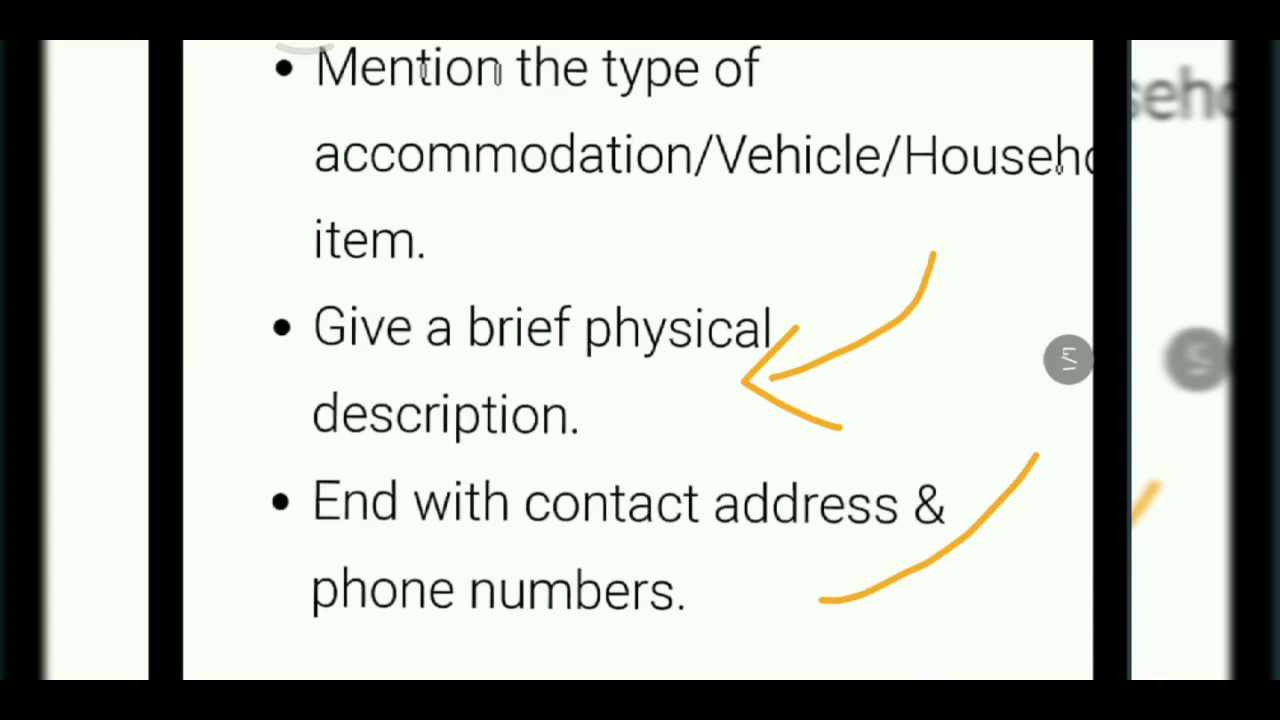 • Mention the type of
accommodation/Vehicle/Househo
item.
• Give a brief physical
description.
• End with contact address &
phone numbers.